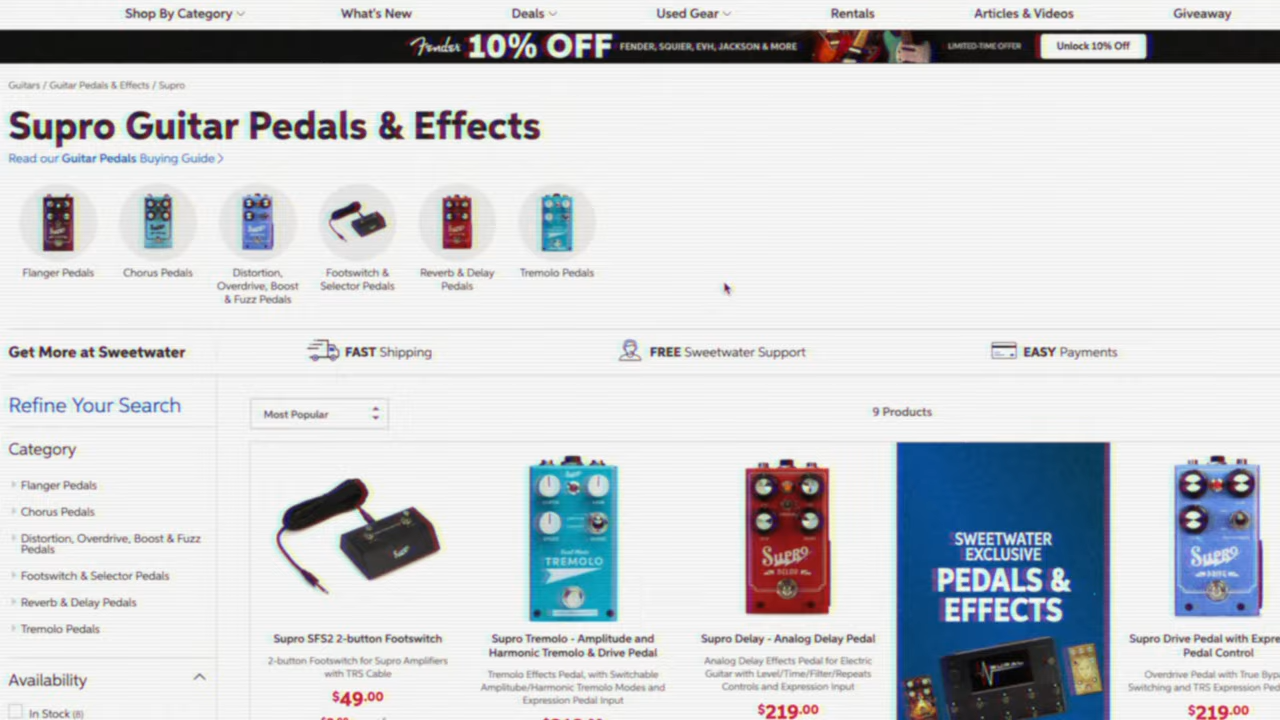 Shop By Category
What's New
Deals
Used Gear
Rentals
Articles & Videos
Giveaway
Fender 10% OFF FENDER, SQUIER, EVH, JACKSON & MORE LIMITED-TIME OFFER Unlock 10% Off
Guitars / Guitar Pedals & Effects / Supro
Supro Guitar Pedals & Effects
Read our Guitar Pedals Buying Guide
Flanger Pedals
Chorus Pedals
Distortion,
Overdrive, Boost
& Fuzz Pedals
Footswitch &
Selector Pedals
Reverb & Delay
Pedals
Tremolo Pedals
Get More at Sweetwater
FAST Shipping
FREE Sweetwater Support
EASY Payments
Refine Your Search
Category
Flanger Pedals
Chorus Pedals
Distortion, Overdrive, Boost & Fuzz
Pedals
Footswitch & Selector Pedals
Reverb & Delay Pedals
Tremolo Pedals
Availability
In Stock (8)
Most Popular
9 Products
Supro SFS2 2-button Footswitch
2-button Footswitch for Supro Amplifiers
with TRS Cable
$49.00
TREMOLO
Supro Tremolo - Amplitude and
Harmonic Tremolo & Drive Pedal
Tremolo Effects Pedal, with Switchable
Amplitube/Harmonic Tremolo Modes and
Expression Pedal Input
Supro
Supro Delay - Analog Delay Pedal
Analog Delay Effects Pedal for Electric
Guitar with Level/Time/Filter/Repeats
Controls and Expression Input
$219.00
SWEETWATER
EXCLUSIVE
PEDALS &
EFFECTS
Supro
Supro Drive Pedal with Expre
Pedal Control
Overdrive Pedal with True Byp
Switching and TRS Expression Ped
$219.00